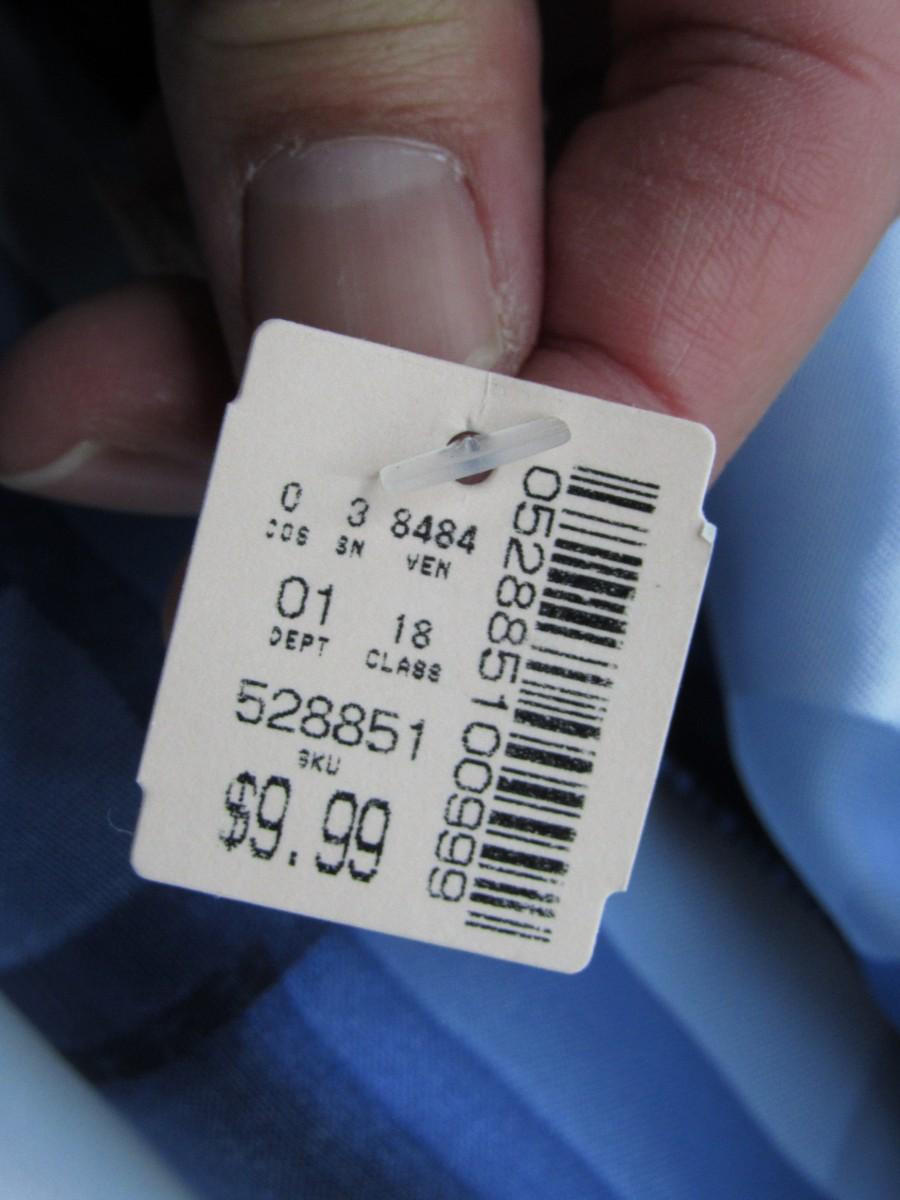 0 3 8484
COS SN VEN
01 18
DEPT CLASS
528851
SKU
$9.99
052885100999